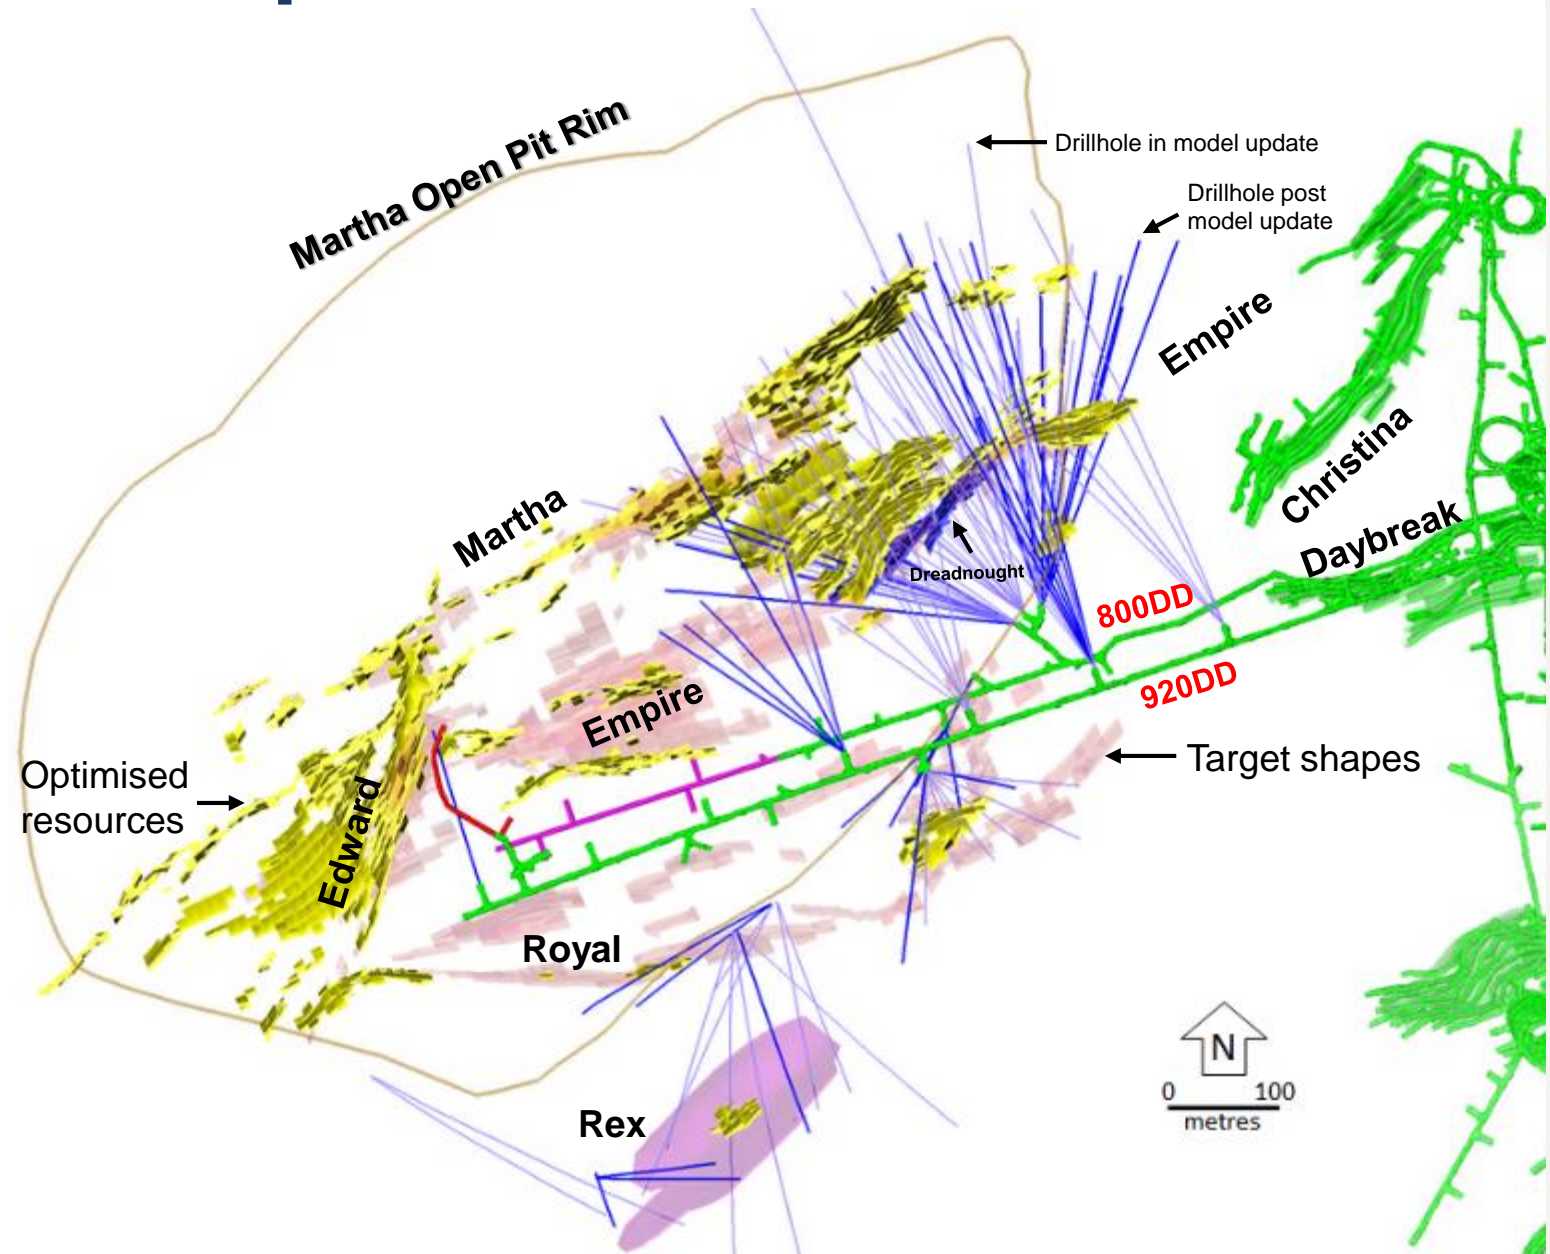 Martha Open Pit Rim
Drillhole in model update
Drillhole post
model update
Empire
Christina
Martha
Daybreak
Dreadnought
800DD
920DD
Empire
Target shapes
Optimised
resources
Edward
Royal
N
0 100
metres
Rex